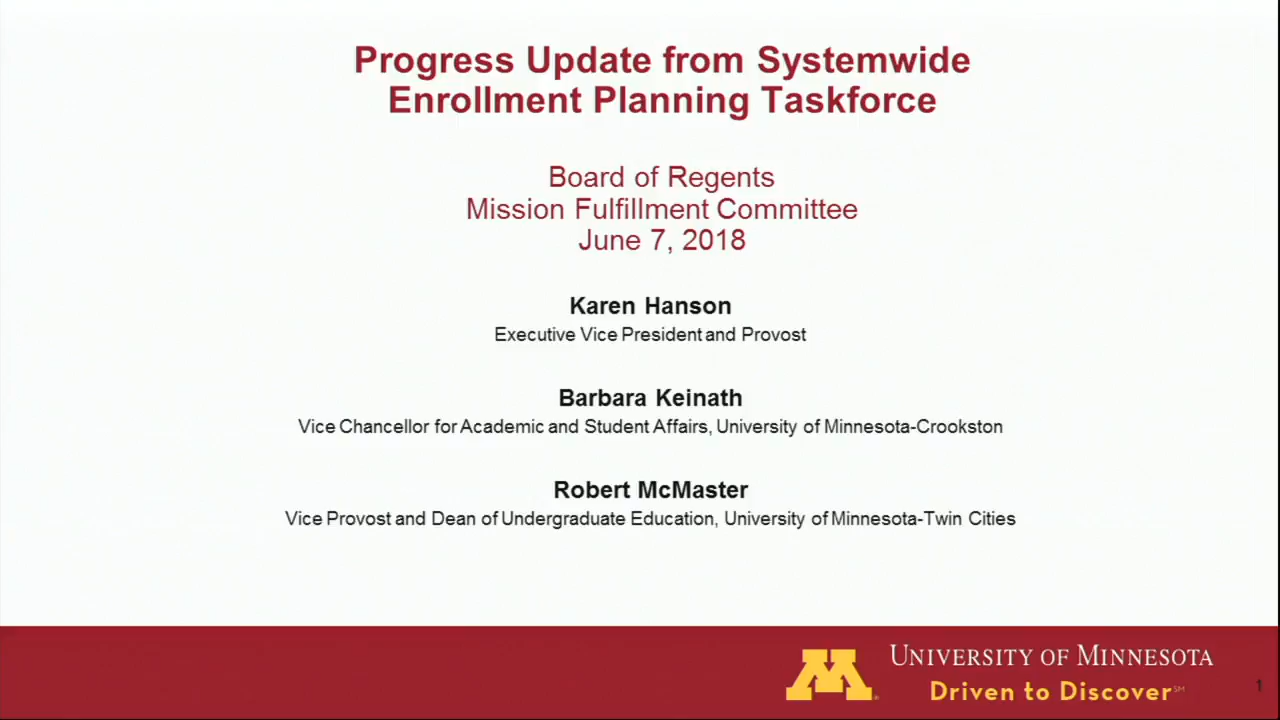 Progress Update from Systemwide
Enrollment Planning Taskforce
Board of Regents
Mission Fulfillment Committee
June 7, 2018
Karen Hanson
Executive Vice President and Provost
Barbara Keinath
Vice Chancellor for Academic and Student Affairs, University of Minnesota-Crookston
Robert McMaster
Vice Provost and Dean of Undergraduate Education, University of Minnesota-Twin Cities
M
UNIVERSITY OF MINNESOTA
Driven to Discover℠
1